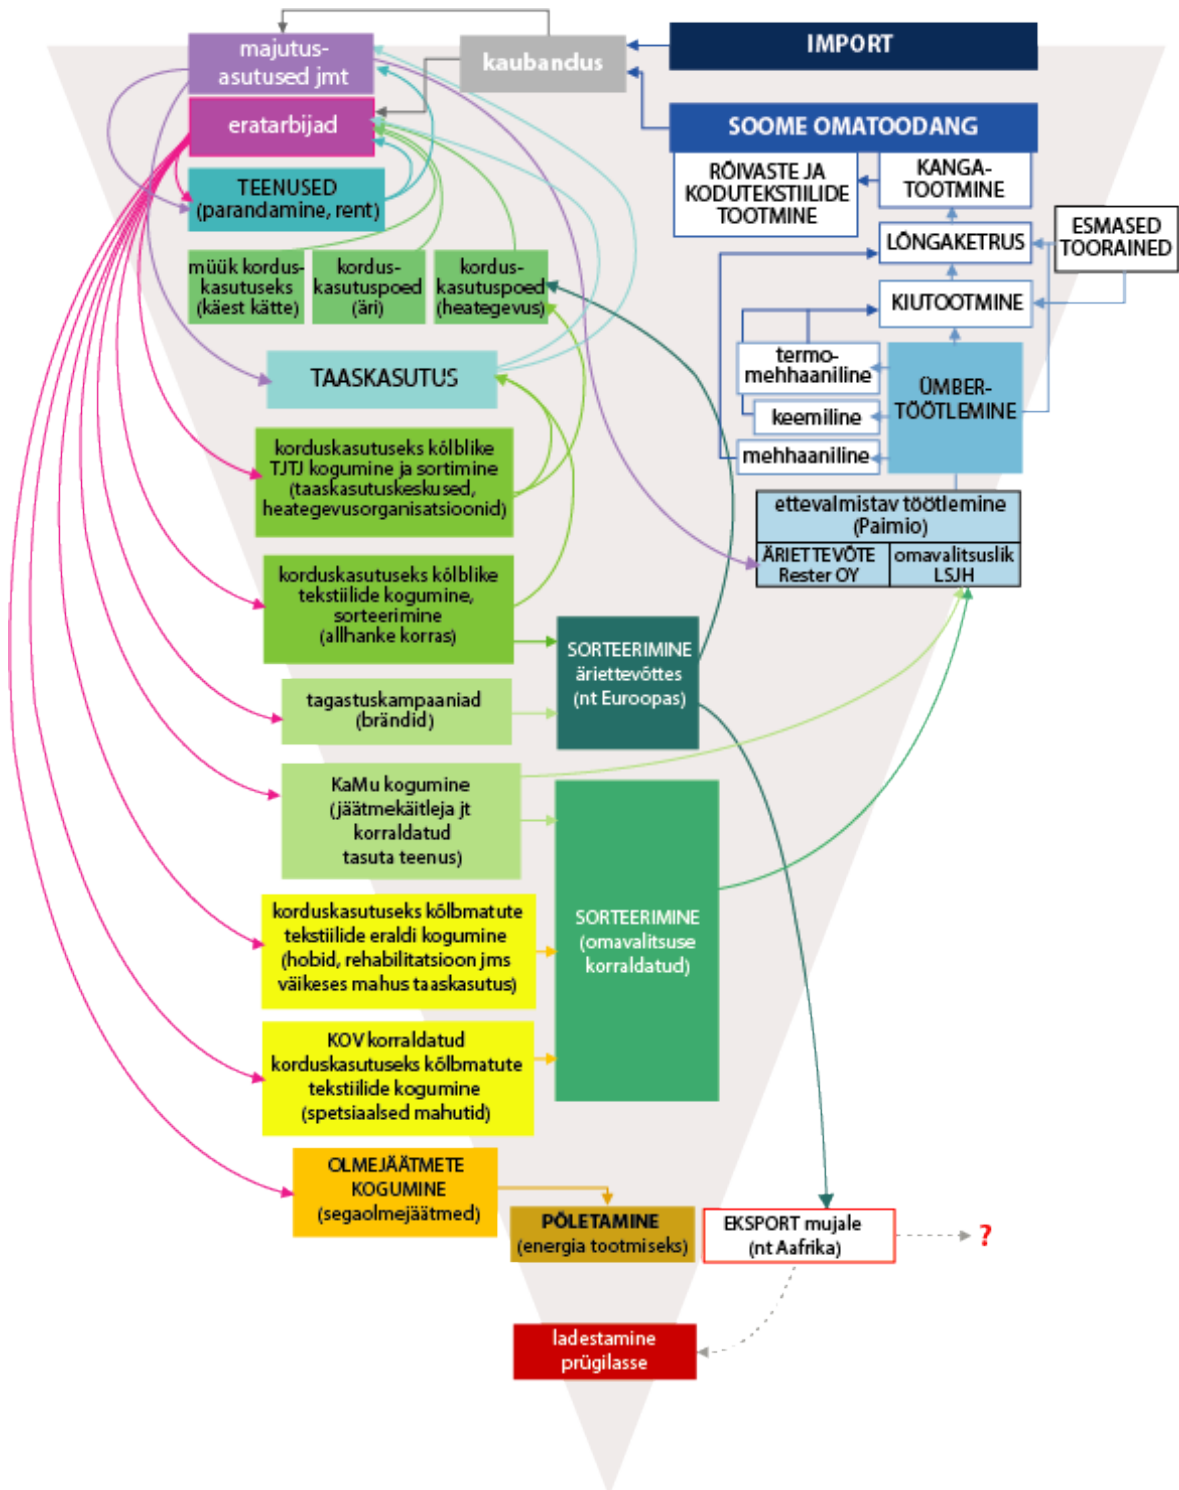 majutus-
asutused jmt
kaubandus
IMPORT
eratarbijad
SOOME OMATOODANG
TEENUSED
(parandamine, rent)
RÕIVASTE JA
KODUTEKSTIILIDE
TOOTMINE
KANGA-
TOOTMINE
LÕNGAKETRUS
ESMASED
TOORAINED
müük kordus-
kasutuseks
(käest kätte)
kordus-
kasutuspoed
(äri)
kordus-
kasutuspoed
(heategevus)
KIUTOOTMINE
TAASKASUTUS
termo-
mehhaaniline
keemiline
mehhaaniline
ÜMBER-
TÖÖTLEMINE
korduskasutuseks kõlblike
TJTJ kogumine ja sortimine
(taaskasutuskeskused,
heategevusorganisatsioonid)
ettevalmistav töötlemine
(Paimio)
ÄRIETTEVÕTE
Rester OY
omavalitsuslik
LSJH
korduskasutuseks kõlblike
tekstiilide kogumine,
sorteerimine
(allhanke korras)
SORTEERIMINE
äriettevõttes
(nt Euroopas)
tagastuskampaaniad
(brändid)
KaMu kogumine
(jäätmekäitleja jt
korraldatud
tasuta teenus)
korduskasutuseks kõlbmatute
tekstiilide eraldi kogumine
(hobid, rehabilitatsioon jms
väikeses mahus taaskasutus)
SORTEERIMINE
(omavalitsuse
korraldatud)
KOV korraldatud
korduskasutuseks kõlbmatute
tekstiilide kogumine
(spetsiaalsed mahutid)
OLMEJÄÄTMETE
KOGUMINE
(segaolmejäätmed)
PÕLETAMINE
(energia tootmiseks)
EKSPORT mujale
(nt Aafrika)
?
ladestamine
prügilasse